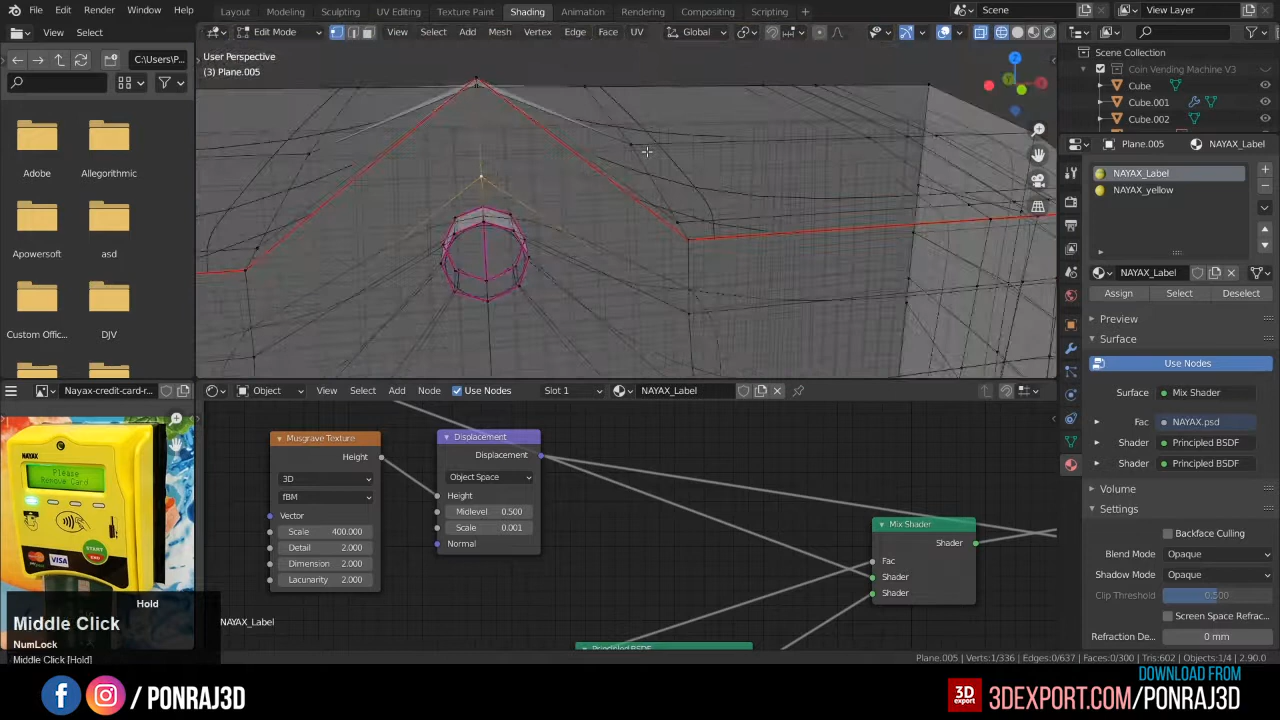 File Edit Render Window Help
Layout Modeling Sculpting UV Editing Texture Paint Shading Animation Rendering Compositing Scripting +
Scene
View Layer
View Select
Edit Mode
View Select Add Mesh Vertex Edge Face UV
Global
C:\Users\P...
User Perspective
(3) Plane.005
Adobe
Allegorithmic
Apowersoft
asd
Custom Offic...
DJV
Scene Collection
Coin Vending Machine V3
Cube
Cube.001
Cube.002
Plane.005
NAYAX_Label
NAYAX_Label
NAYAX_yellow
NAYAX_Label
Assign
Select
Deselect
Preview
Surface
Use Nodes
Surface
Mix Shader
Fac
NAYAX.psd
Shader
Principled BSDF
Shader
Principled BSDF
Volume
Settings
Backface Culling
Blend Mode
Opaque
Shadow Mode
Opaque
Clip Threshold
0.500
Screen Space Refrac...
Refraction De...
0 mm
Nayax-credit-card-r...
Object
View Select Add Node
Use Nodes
Slot 1
NAYAX_Label
Musgrave Texture
Height
3D
fBM
Vector
Scale 400.000
Detail 2.000
Dimension 2.000
Lacunarity 2.000
Displacement
Displacement
Object Space
Height
Midlevel 0.500
Scale 0.001
Normal
Mix Shader
Shader
Fac
Shader
Shader
Principled BSDF
NAYAX_Label
NAYAX
Please
Remove Card
VISA
START
Hold
Middle Click
NumLock
Middle Click [Hold]
Plane.005 | Verts:1/336 | Edges:0/637 | Faces:0/300 | Tris:602 | Objects:1/4 | 2.90.0
/ PONRAJ3D
DOWNLOAD FROM
3D export
3DEXPORT.COM/PONRAJ3D